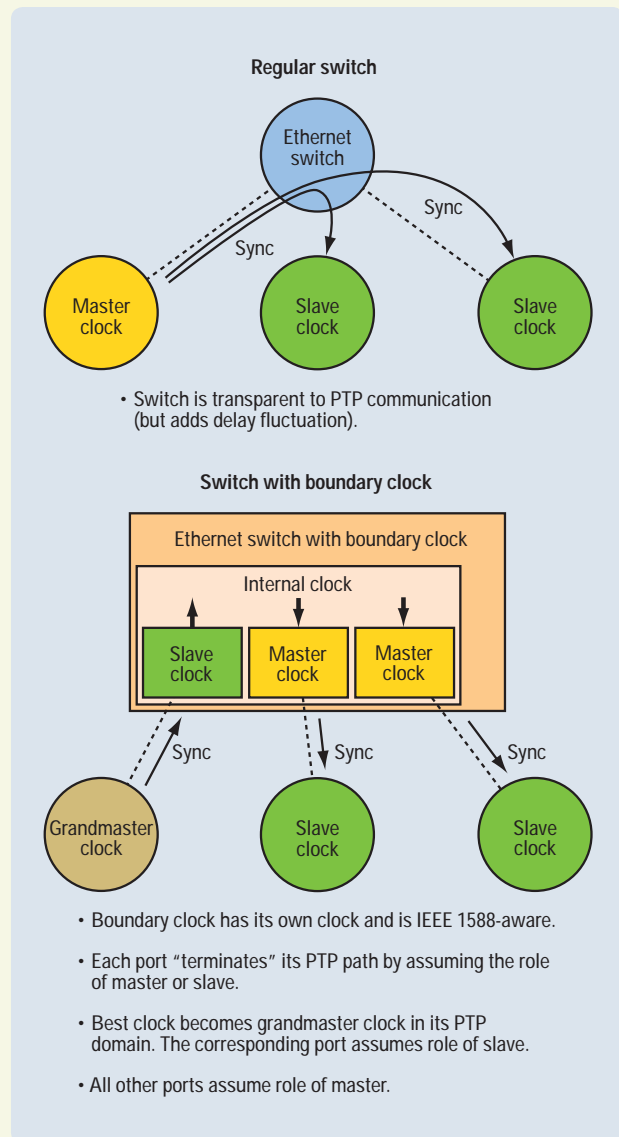 Regular switch
Ethernet
switch
Sync
Sync
Master
clock
Slave
clock
Slave
clock
• Switch is transparent to PTP communication
(but adds delay fluctuation).
Switch with boundary clock
Ethernet switch with boundary clock
Internal clock
Slave
clock
Master
clock
Master
clock
Sync
Sync
Sync
Grandmaster
clock
Slave
clock
Slave
clock
• Boundary clock has its own clock and is IEEE 1588-aware.
• Each port “terminates” its PTP path by assuming the role
of master or slave.
• Best clock becomes grandmaster clock in its PTP
domain. The corresponding port assumes role of slave.
• All other ports assume role of master.